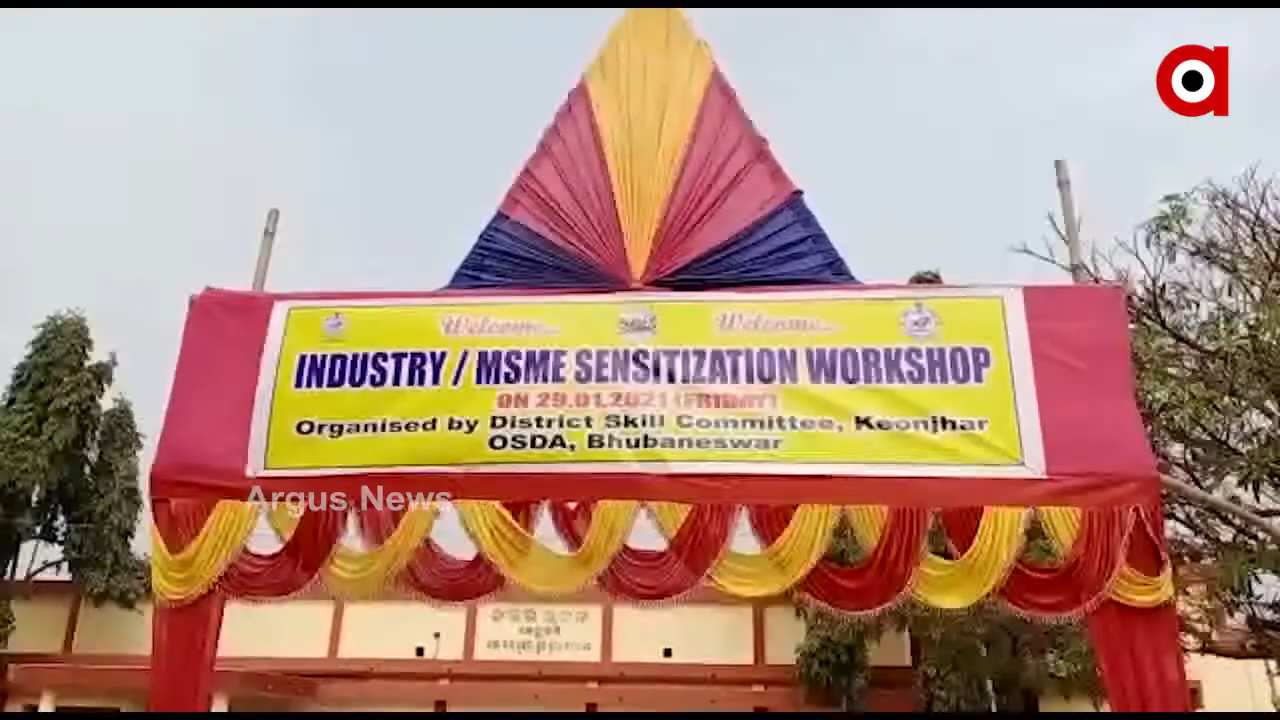 Welcome... Welcome...
INDUSTRY / MSME SENSITIZATION WORKSHOP
ON 29.01.2021 (FRIDAY)
Organised by District Skill Committee, Keonjhar
OSDA, Bhubaneswar
Argus News